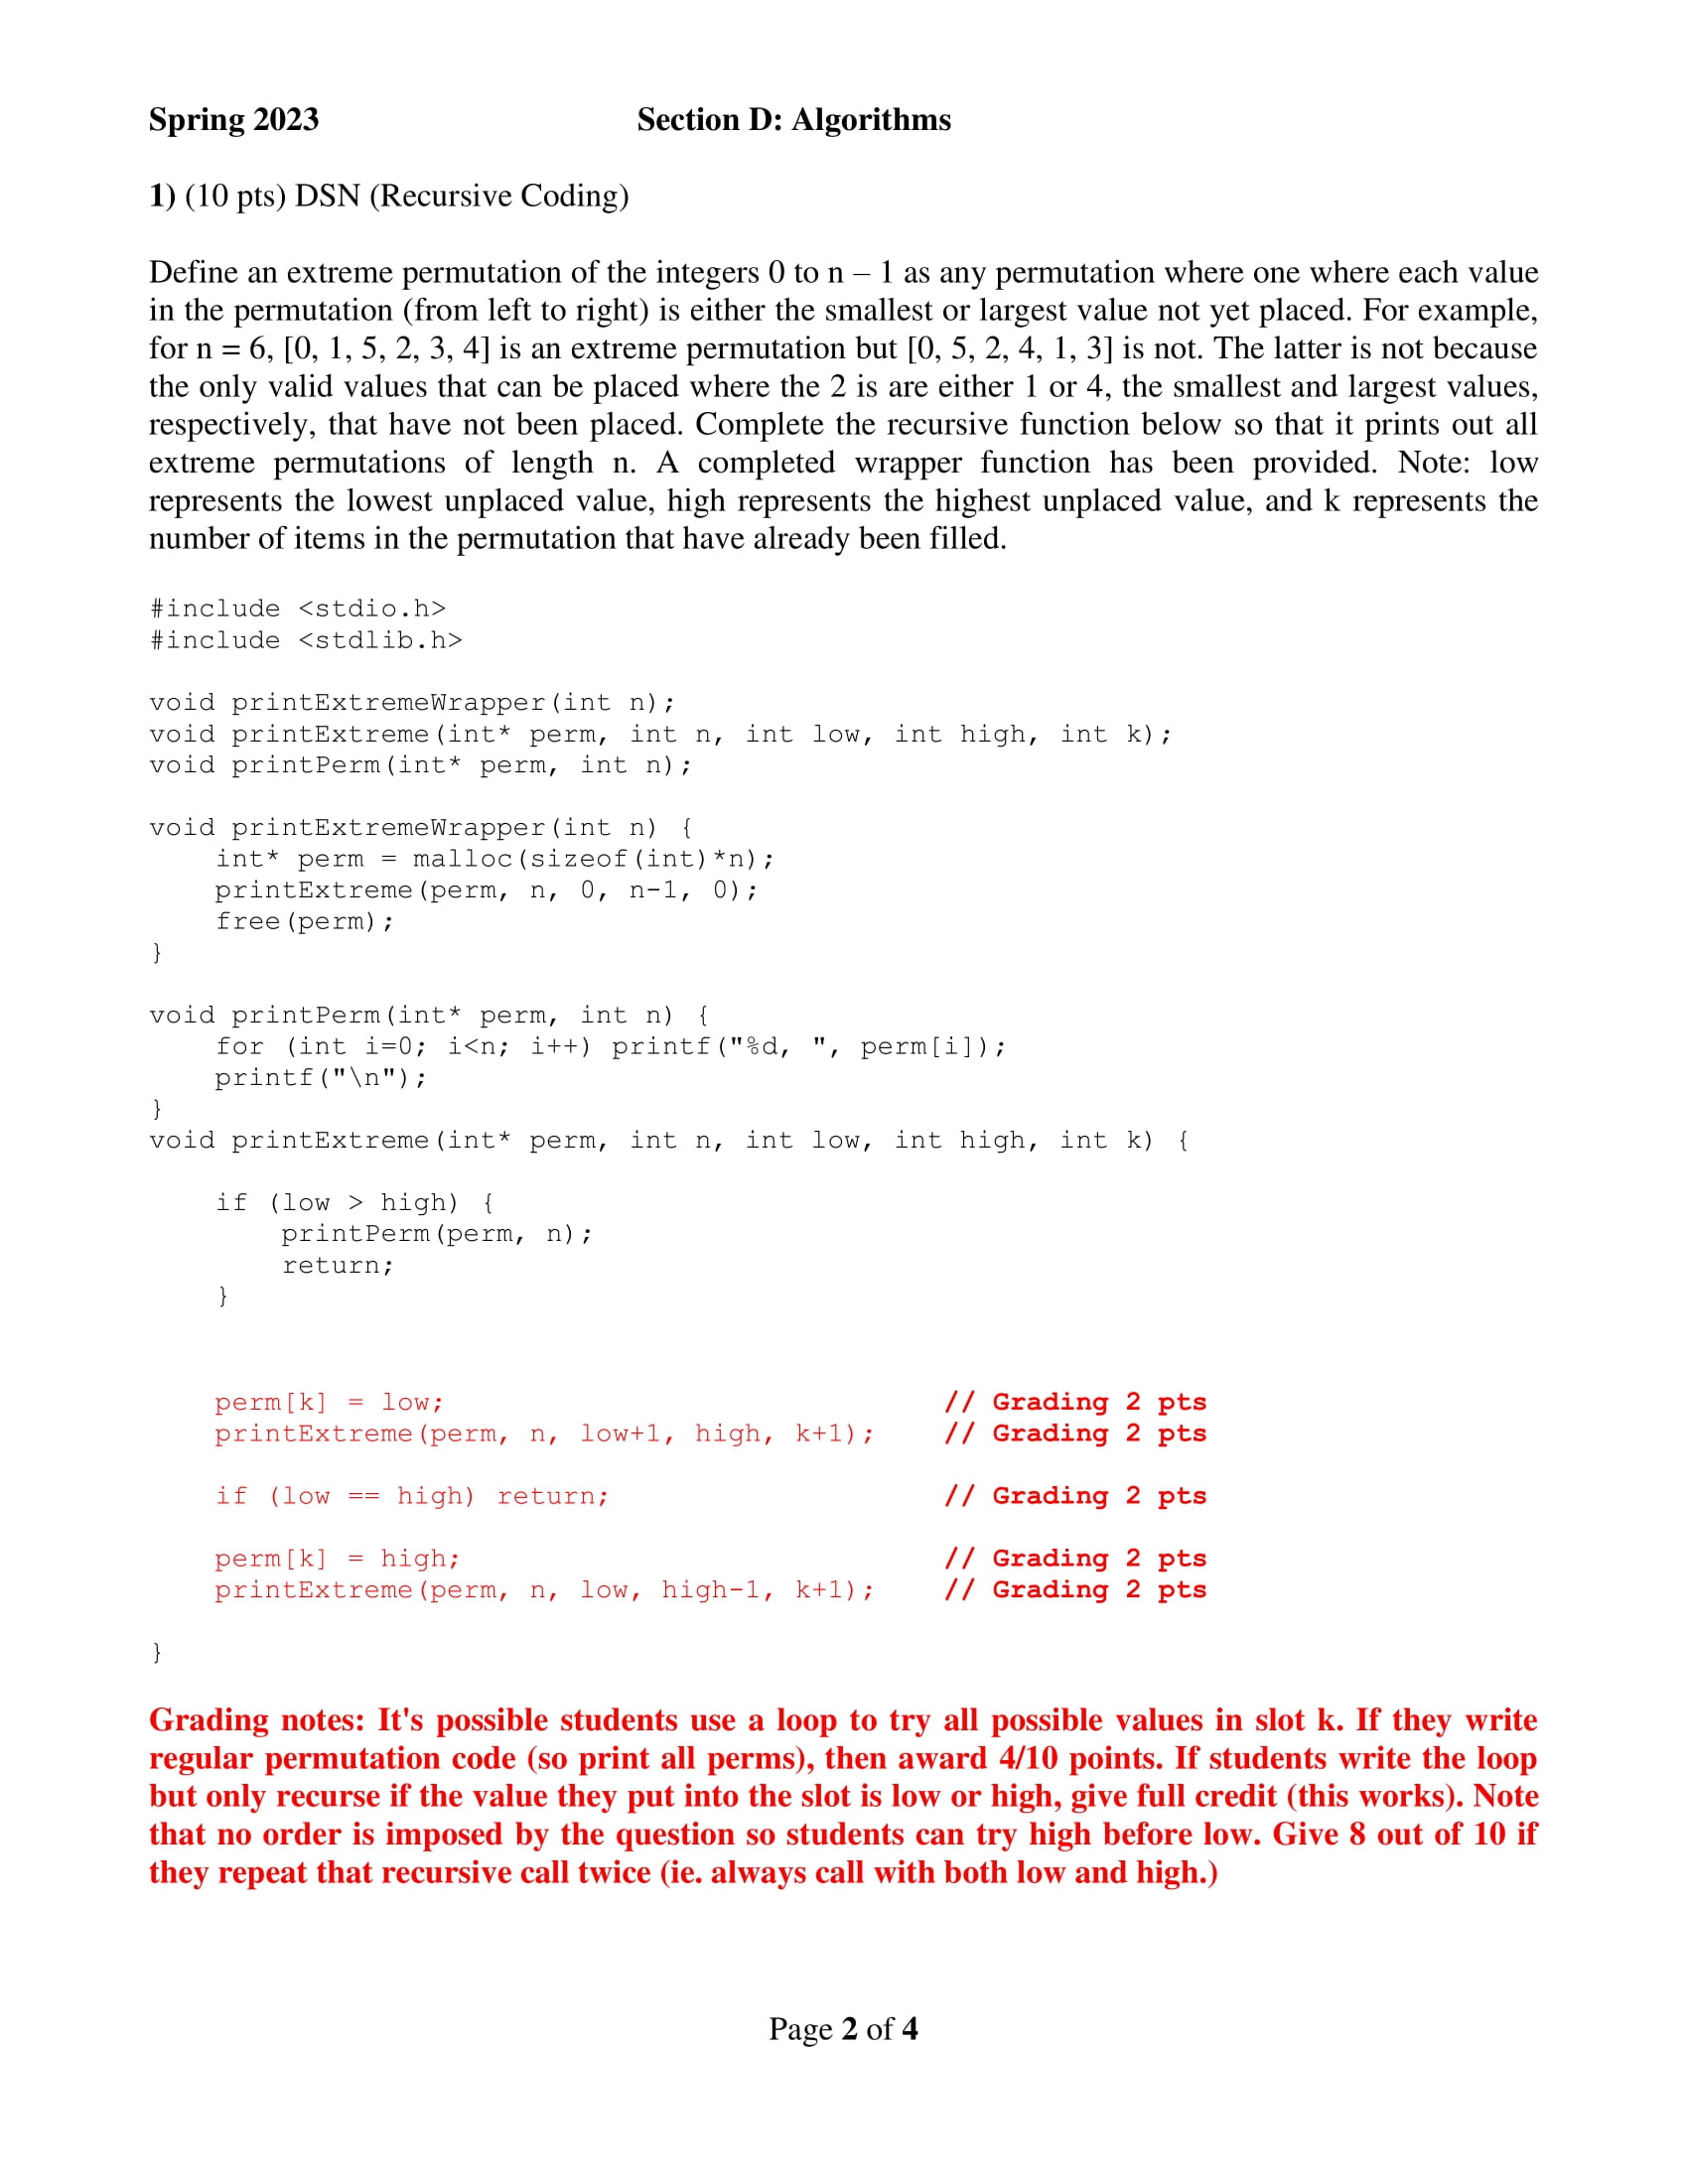 Spring 2023 Section D: Algorithms
1) (10 pts) DSN (Recursive Coding)
Define an extreme permutation of the integers 0 to n – 1 as any permutation where one where each value
in the permutation (from left to right) is either the smallest or largest value not yet placed. For example,
for n = 6, [0, 1, 5, 2, 3, 4] is an extreme permutation but [0, 5, 2, 4, 1, 3] is not. The latter is not because
the only valid values that can be placed where the 2 is are either 1 or 4, the smallest and largest values,
respectively, that have not been placed. Complete the recursive function below so that it prints out all
extreme permutations of length n. A completed wrapper function has been provided. Note: low
represents the lowest unplaced value, high represents the highest unplaced value, and k represents the
number of items in the permutation that have already been filled.
#include <stdio.h>
#include <stdlib.h>
void printExtremeWrapper(int n);
void printExtreme(int* perm, int n, int low, int high, int k);
void printPerm(int* perm, int n);
void printExtremeWrapper(int n) {
    int* perm = malloc(sizeof(int)*n);
    printExtreme(perm, n, 0, n-1, 0);
    free(perm);
}
void printPerm(int* perm, int n) {
    for (int i=0; i<n; i++) printf("%d, ", perm[i]);
    printf("\n");
}
void printExtreme(int* perm, int n, int low, int high, int k) {
    if (low > high) {
        printPerm(perm, n);
        return;
    }
    perm[k] = low; // Grading 2 pts
    printExtreme(perm, n, low+1, high, k+1); // Grading 2 pts
    if (low == high) return; // Grading 2 pts
    perm[k] = high; // Grading 2 pts
    printExtreme(perm, n, low, high-1, k+1); // Grading 2 pts
}
Grading notes: It's possible students use a loop to try all possible values in slot k. If they write
regular permutation code (so print all perms), then award 4/10 points. If students write the loop
but only recurse if the value they put into the slot is low or high, give full credit (this works). Note
that no order is imposed by the question so students can try high before low. Give 8 out of 10 if
they repeat that recursive call twice (ie. always call with both low and high.)
Page 2 of 4